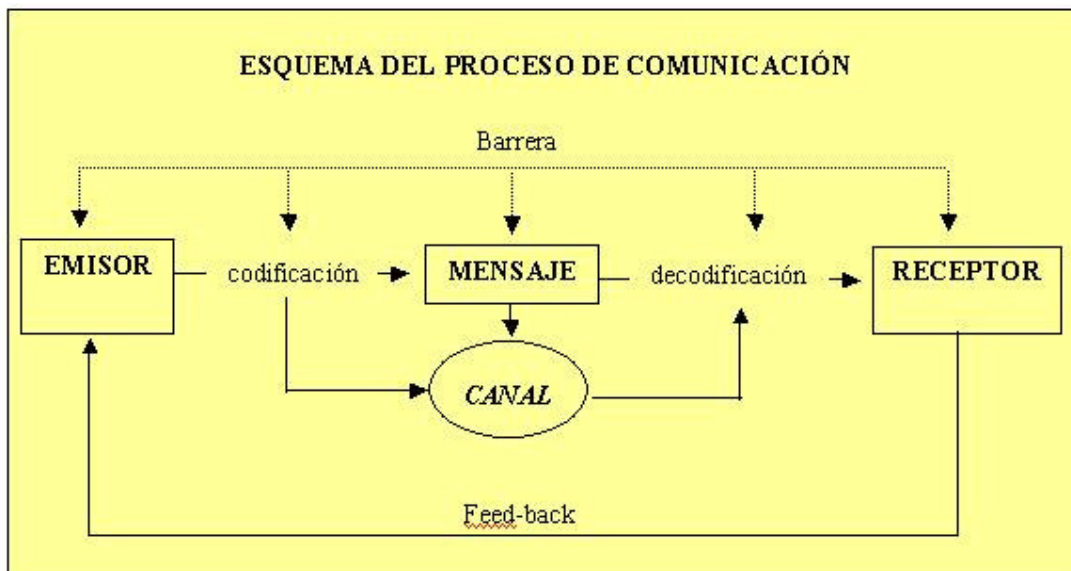 ESQUEMA DEL PROCESO DE COMUNICACIÓN
Barrera
EMISOR
codificación
MENSAJE
decodificación
RECEPTOR
CANAL
Feed-back